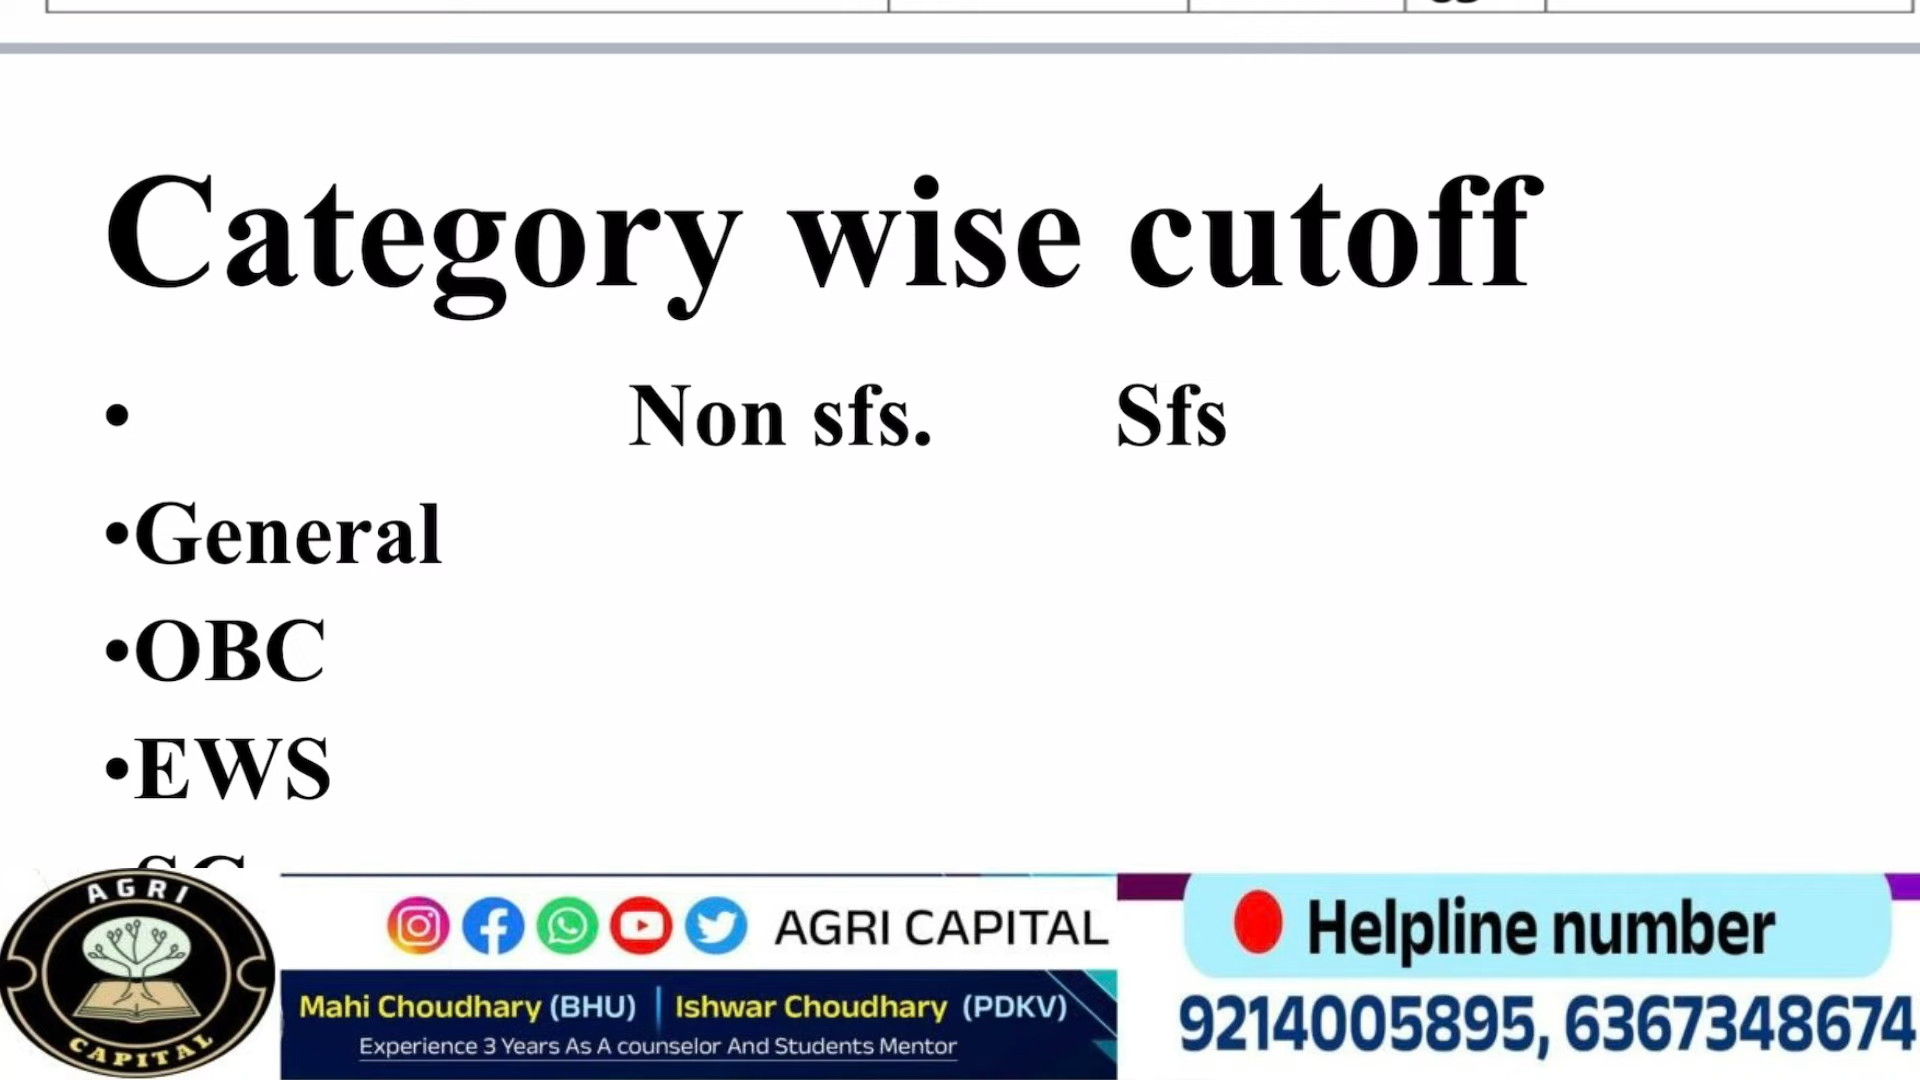 Category wise cutoff
• Non sfs. Sfs
•General
•OBC
•EWS
AGRI
CAPITAL
AGRI CAPITAL
Mahi Choudhary (BHU) | Ishwar Choudhary (PDKV)
Experience 3 Years As A counselor And Students Mentor
Helpline number
9214005895, 6367348674